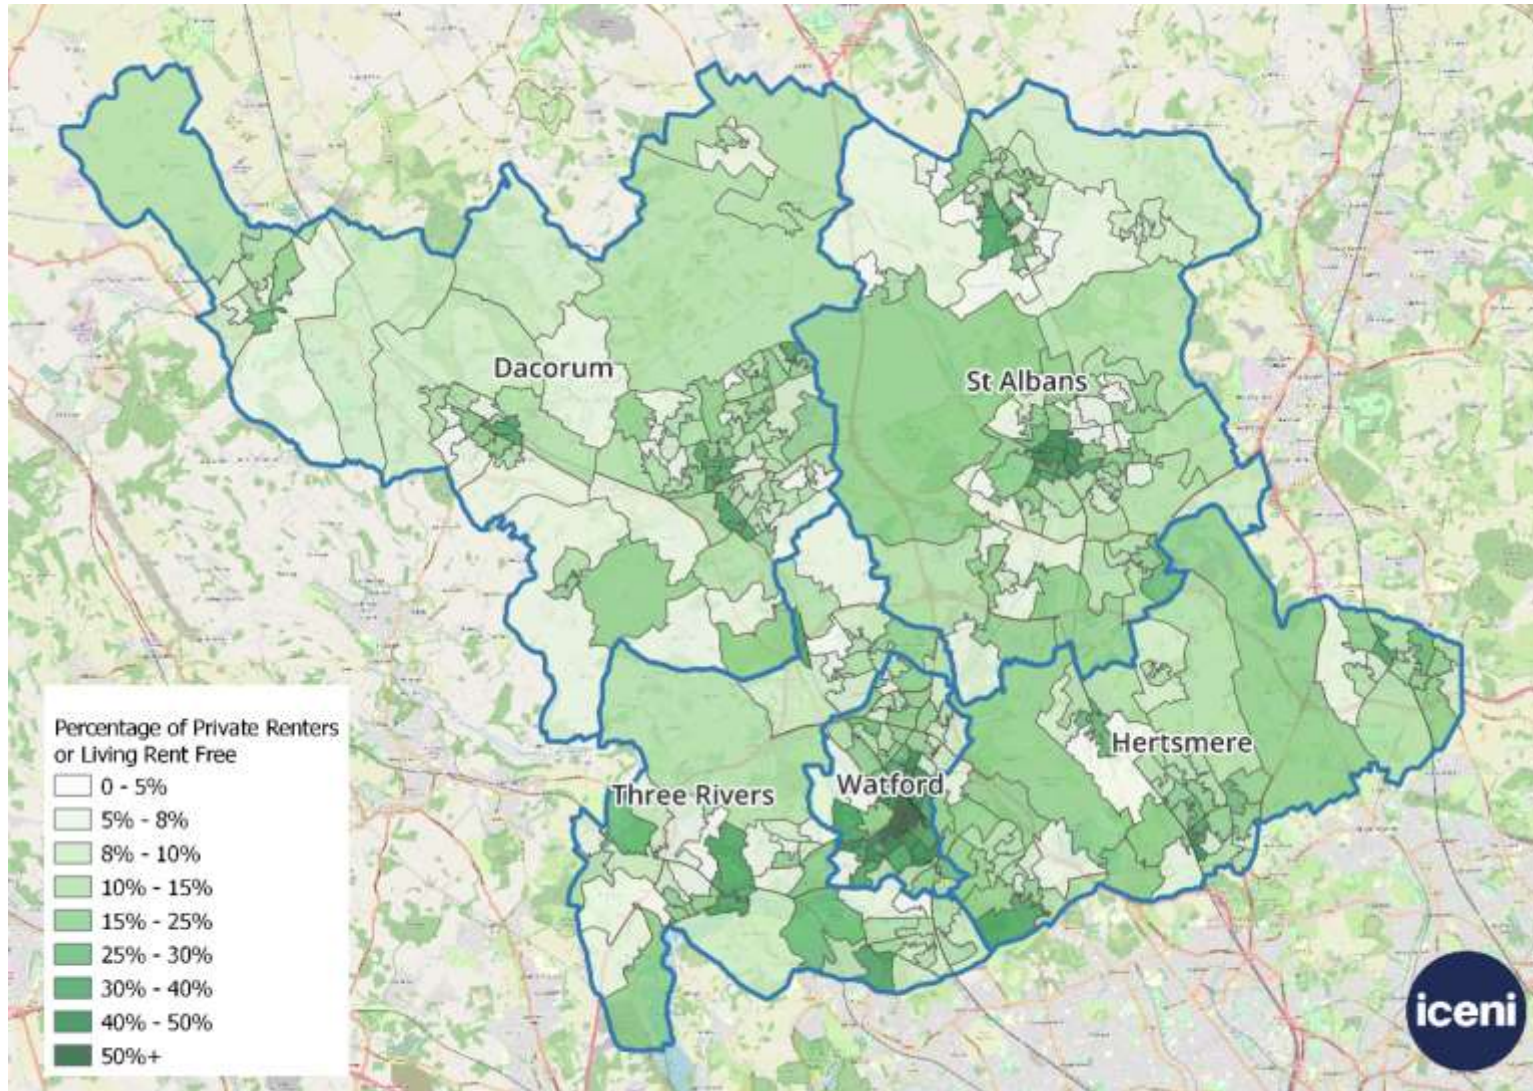 Dacorum
St Albans
Hertsmere
Watford
Three Rivers
Percentage of Private Renters
or Living Rent Free
0 - 5%
5% - 8%
8% - 10%
10% - 15%
15% - 25%
25% - 30%
30% - 40%
40% - 50%
50%+
iceni